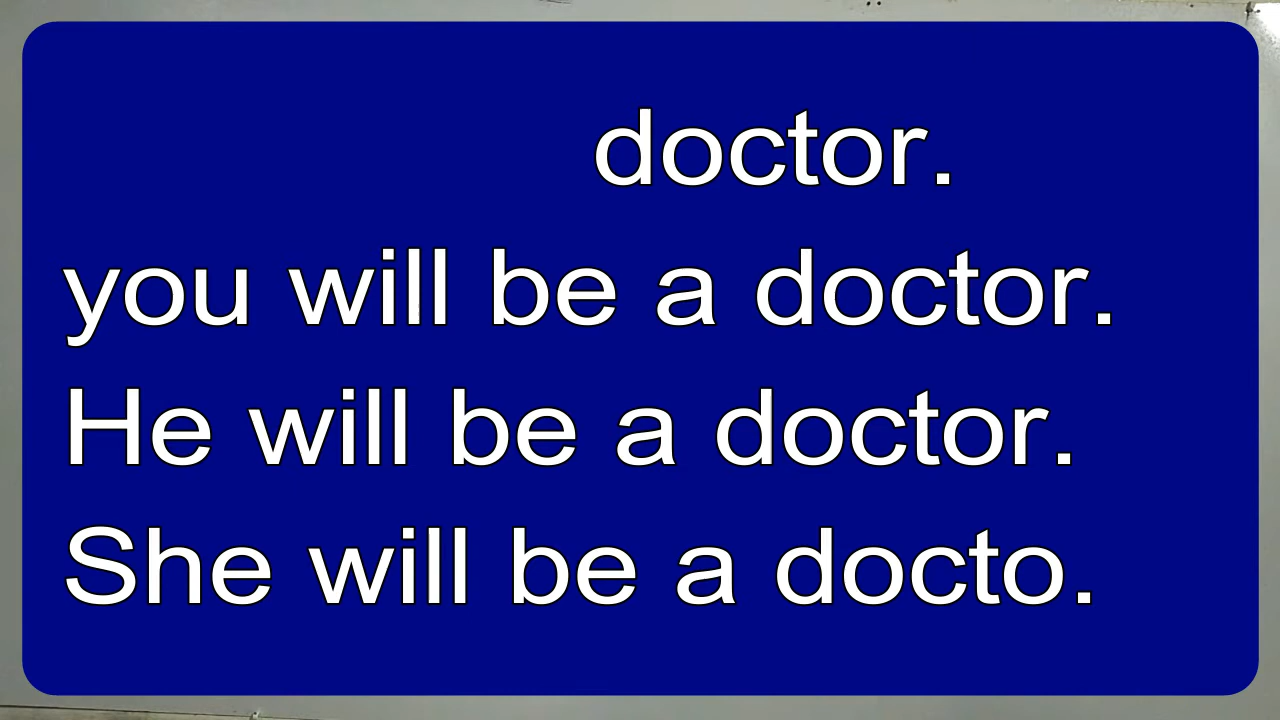 doctor.
you will be a doctor.
He will be a doctor.
She will be a docto.